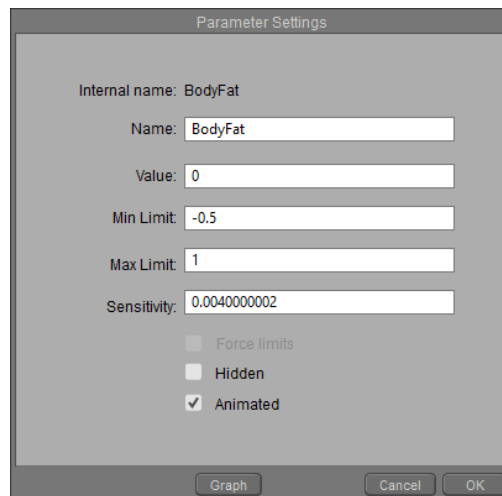 Parameter Settings
Internal name: BodyFat
Name: BodyFat
Value: 0
Min Limit: -0.5
Max Limit: 1
Sensitivity: 0.0040000002
Force limits
Hidden
Animated
Graph Cancel OK